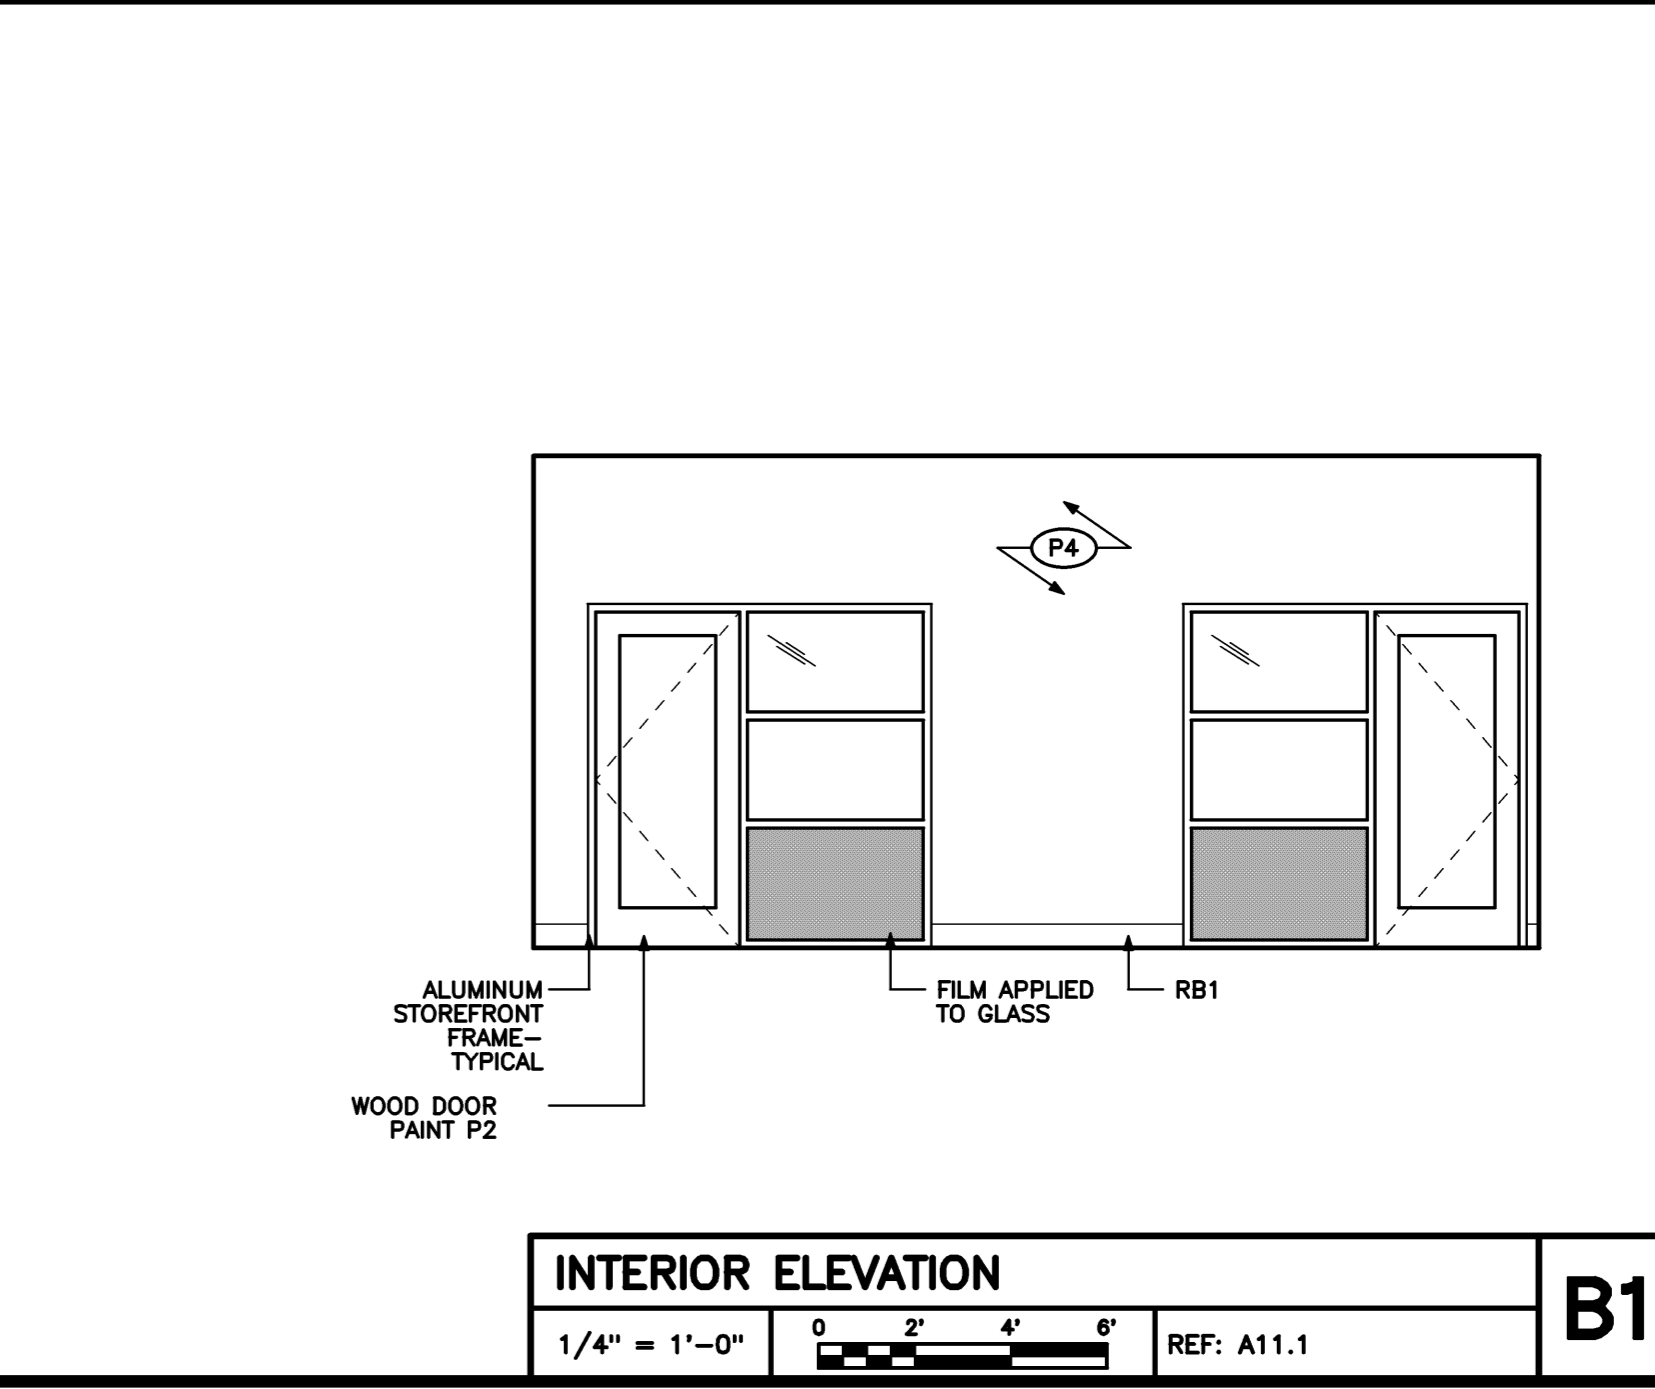 P4
ALUMINUM
STOREFRONT
FRAME–
TYPICAL
FILM APPLIED
TO GLASS
RB1
WOOD DOOR
PAINT P2
INTERIOR ELEVATION
B1
1/4" = 1'–0"
0 2' 4' 6'
REF: A11.1